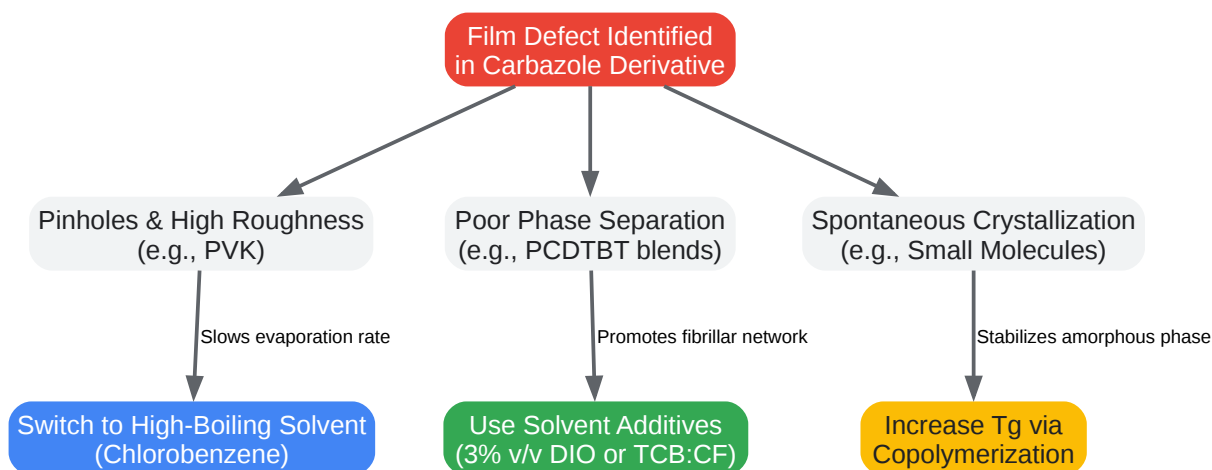 Film Defect Identified
in Carbazole Derivative
Pinholes & High Roughness
(e.g., PVK)
Poor Phase Separation
(e.g., PCDTBT blends)
Spontaneous Crystallization
(e.g., Small Molecules)
Slows evaporation rate
Promotes fibrillar network
Stabilizes amorphous phase
Switch to High-Boiling Solvent
(Chlorobenzene)
Use Solvent Additives
(3% v/v DIO or TCB:CF)
Increase Tg via
Copolymerization